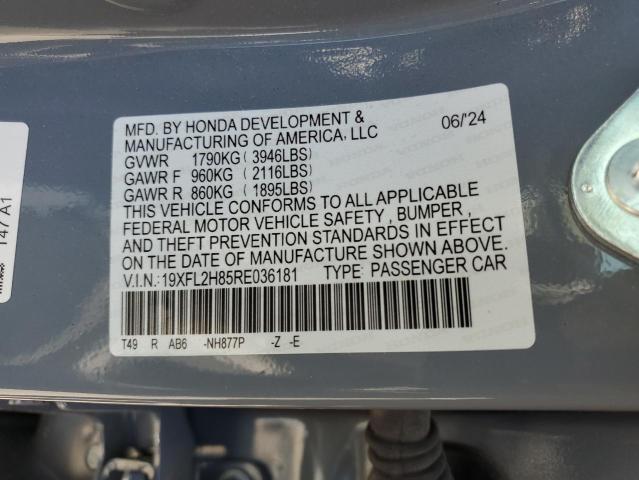 MFD. BY HONDA DEVELOPMENT & 06/'24
MANUFACTURING OF AMERICA, LLC
GVWR 1790KG (3946LBS)
GAWR F 960KG (2116LBS)
GAWR R 860KG (1895LBS)
THIS VEHICLE CONFORMS TO ALL APPLICABLE
FEDERAL MOTOR VEHICLE SAFETY, BUMPER,
AND THEFT PREVENTION STANDARDS IN EFFECT
ON THE DATE OF MANUFACTURE SHOWN ABOVE.
V.I.N.:19XFL2H85RE036181 TYPE: PASSENGER CAR
T49 R AB6 -NH877P -Z -E
T47 A1